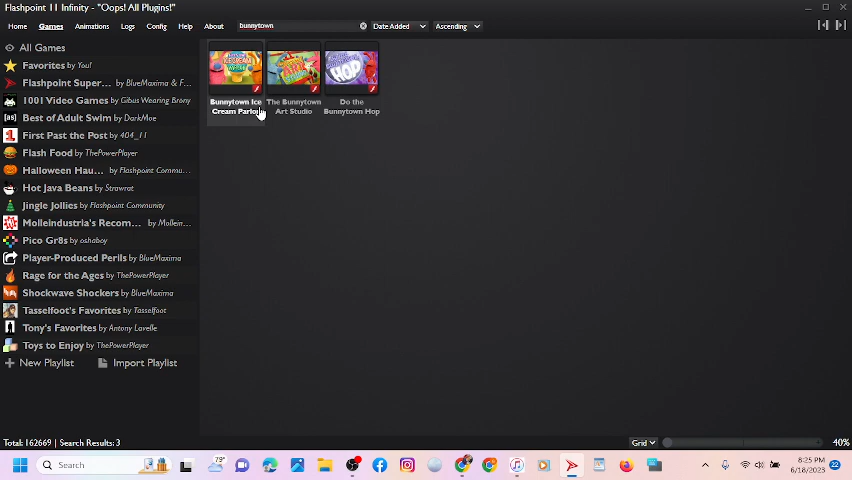 Flashpoint 11 Infinity - "Oops! All Plugins!"
Home Games Animations Logs Config Help About bunnytown Date Added Ascending
All Games
Favorites by You!
Flashpoint Super... by BlueMaxima & F...
1001 Video Games by Gibus Wearing Brony
Best of Adult Swim by DarkMoe
First Past the Post by 404_11
Flash Food by ThePowerPlayer
Halloween Hau... by Flashpoint Commu...
Hot Java Beans by Strawrat
Jingle Jollies by Flashpoint Community
Molleindustria's Recom... by Mollein...
Pico Gr8s by oshaboy
Player-Produced Perils by BlueMaxima
Rage for the Ages by ThePowerPlayer
Shockwave Shockers by BlueMaxima
Tasselfoot's Favorites by Tasselfoot
Tony's Favorites by Antony Lavelle
Toys to Enjoy by ThePowerPlayer
New Playlist Import Playlist
ICE CREAM
ART
HOP
Bunnytown Ice
Cream Parlor
The Bunnytown
Art Studio
Do the
Bunnytown Hop
Total: 162669 | Search Results: 3
Grid 40%
Search
79°
8:25 PM
6/18/2023
22